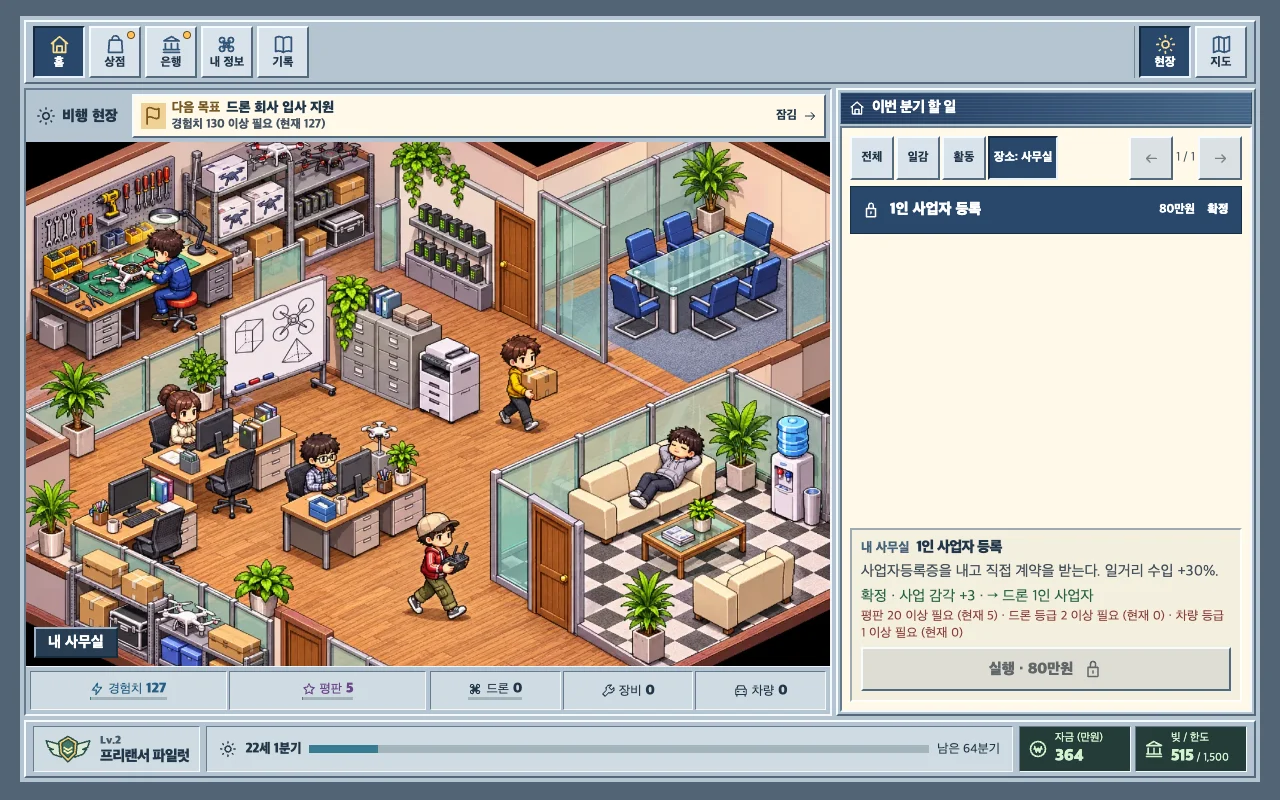 홈
상점
은행
내 정보
기록
현장
지도
비행 현장
다음 목표 드론 회사 입사 지원
경험치 130 이상 필요 (현재 127)
잠김 →
이번 분기 할 일
전체
일감
활동
장소: 사무실
← 1 / 1 →
1인 사업자 등록 80만원 확정
내 사무실 1인 사업자 등록
사업자등록증을 내고 직접 계약을 받는다. 일거리 수입 +30%.
확정 · 사업 감각 +3 · → 드론 1인 사업자
평판 20 이상 필요 (현재 5) · 드론 등급 2 이상 필요 (현재 0) · 차량 등급
1 이상 필요 (현재 0)
실행 · 80만원
내 사무실
경험치 127
평판 5
드론 0
장비 0
차량 0
Lv.2
프리랜서 파일럿
22세 1분기
남은 64분기
자금 (만원)
364
빚 / 한도
515 / 1,500